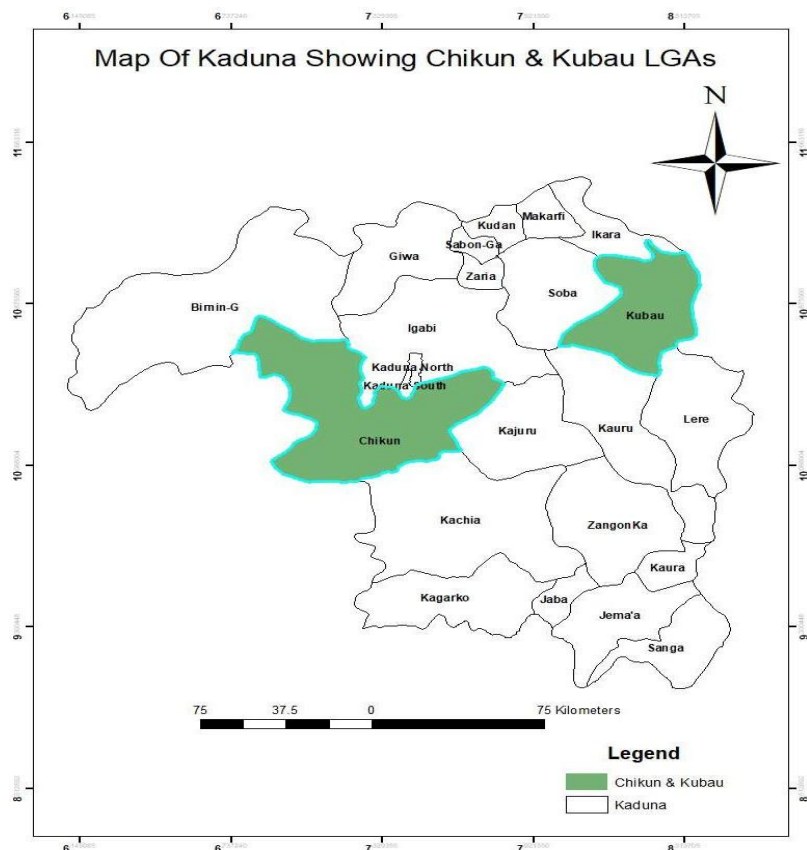 6 7 7 8
Map Of Kaduna Showing Chikun & Kubau LGAs
N
11
10
10
9
8
11
10
10
9
8
Makarfi
Kudan
Ikara
Sabon-Ga
Giwa
Zaria
Soba
Birnin-G
Kubau
Igabi
Kaduna North
Kaduna South
Lere
Kajuru
Kauru
Chikun
Kachia
ZangonKa
Kaura
Kagarko
Jaba
Jema'a
Sanga
75 37.5 0 75 Kilometers
Legend
Chikun & Kubau
Kaduna
6 7 7 8